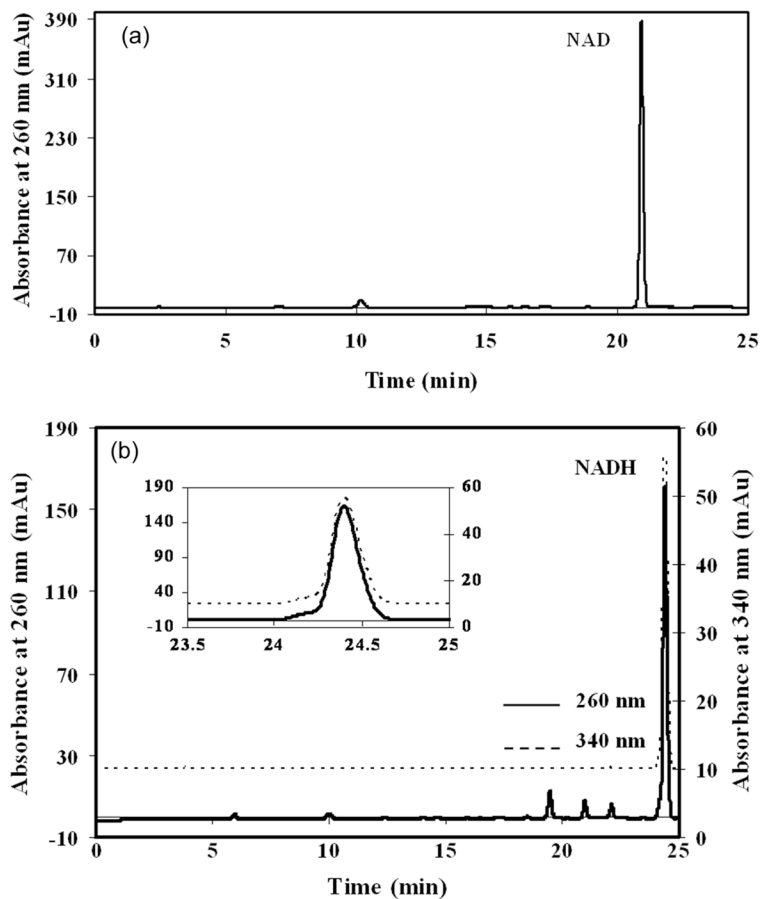 (a)
NAD
Absorbance at 260 nm (mAu)
390
310
230
150
70
-10
0 5 10 15 20 25
Time (min)
(b)
NADH
Absorbance at 260 nm (mAu)
190
150
110
70
30
-10
Absorbance at 340 nm (mAu)
60
50
40
30
20
10
0
190
140
90
40
-10
60
40
20
0
23.5 24 24.5 25
260 nm
340 nm
0 5 10 15 20 25
Time (min)